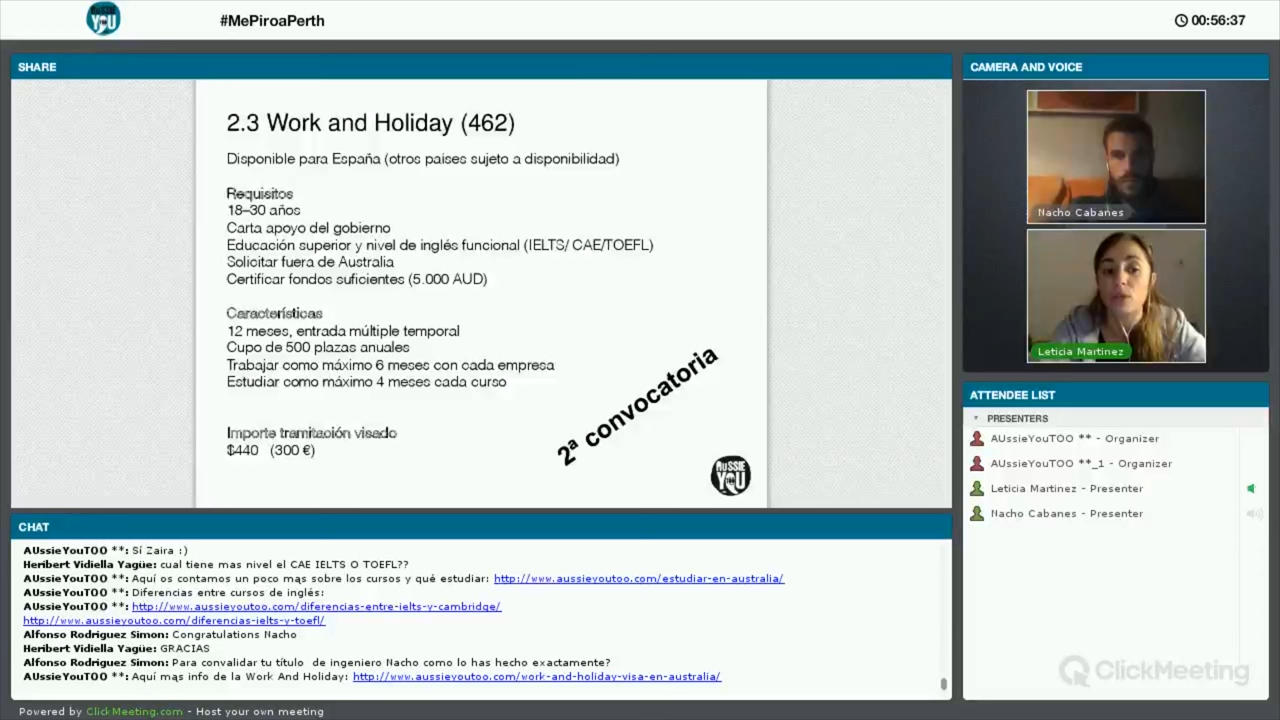 AUSSIE
YOU
#MePiroaPerth
00:56:37
SHARE
2.3 Work and Holiday (462)
Disponible para España (otros países sujeto a disponibilidad)
Requisitos
18–30 años
Carta apoyo del gobierno
Educación superior y nivel de inglés funcional (IELTS/ CAE/TOEFL)
Solicitar fuera de Australia
Certificar fondos suficientes (5.000 AUD)
Características
12 meses, entrada múltiple temporal
Cupo de 500 plazas anuales
Trabajar como máximo 6 meses con cada empresa
Estudiar como máximo 4 meses cada curso
Importe tramitación visado
$440 (300 €)
2ª convocatoria
AUSSIE
YOU
CAMERA AND VOICE
Nacho Cabanes
Leticia Martinez
ATTENDEE LIST
PRESENTERS
AUssieYouTOO ** - Organizer
AUssieYouTOO **_1 - Organizer
Leticia Martinez - Presenter
Nacho Cabanes - Presenter
CHAT
AUssieYouTOO **: Sí Zaira :)
Heribert Vidiella Yagüe: cual tiene mas nivel el CAE IELTS O TOEFL??
AUssieYouTOO **: Aquí os contamos un poco más sobre los cursos y qué estudiar: http://www.aussieyoutoo.com/estudiar-en-australia/
AUssieYouTOO **: Diferencias entre cursos de inglés:
AUssieYouTOO **: http://www.aussieyoutoo.com/diferencias-entre-ielts-y-cambridge/
http://www.aussieyoutoo.com/diferencias-ielts-y-toefl/
Alfonso Rodriguez Simon: Congratulations Nacho
Heribert Vidiella Yagüe: GRACIAS
Alfonso Rodriguez Simon: Para convalidar tu título de ingeniero Nacho como lo has hecho exactamente?
AUssieYouTOO **: Aquí más info de la Work And Holiday: http://www.aussieyoutoo.com/work-and-holiday-visa-en-australia/
ClickMeeting
Powered by ClickMeeting.com - Host your own meeting